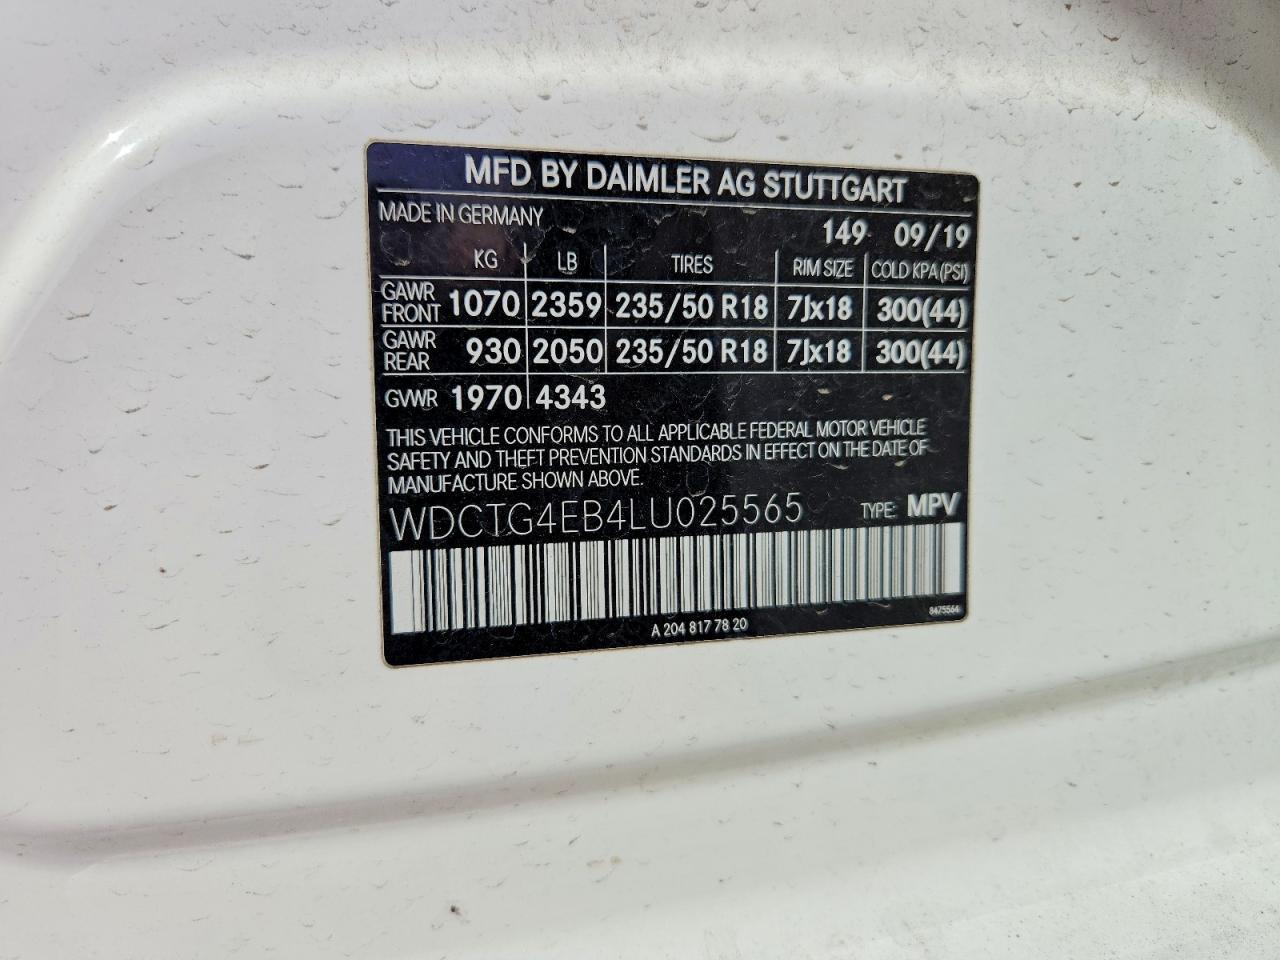 MFD BY DAIMLER AG STUTTGART
MADE IN GERMANY
149 09/19
KG LB TIRES RIM SIZE COLD KPA (PSI)
GAWR FRONT 1070 2359 235/50 R18 7Jx18 300(44)
GAWR REAR 930 2050 235/50 R18 7Jx18 300(44)
GVWR 1970 4343
THIS VEHICLE CONFORMS TO ALL APPLICABLE FEDERAL MOTOR VEHICLE
SAFETY AND THEFT PREVENTION STANDARDS IN EFFECT ON THE DATE OF
MANUFACTURE SHOWN ABOVE.
WDCTG4EB4LU025565 TYPE: MPV
8475564
A 204 817 78 20